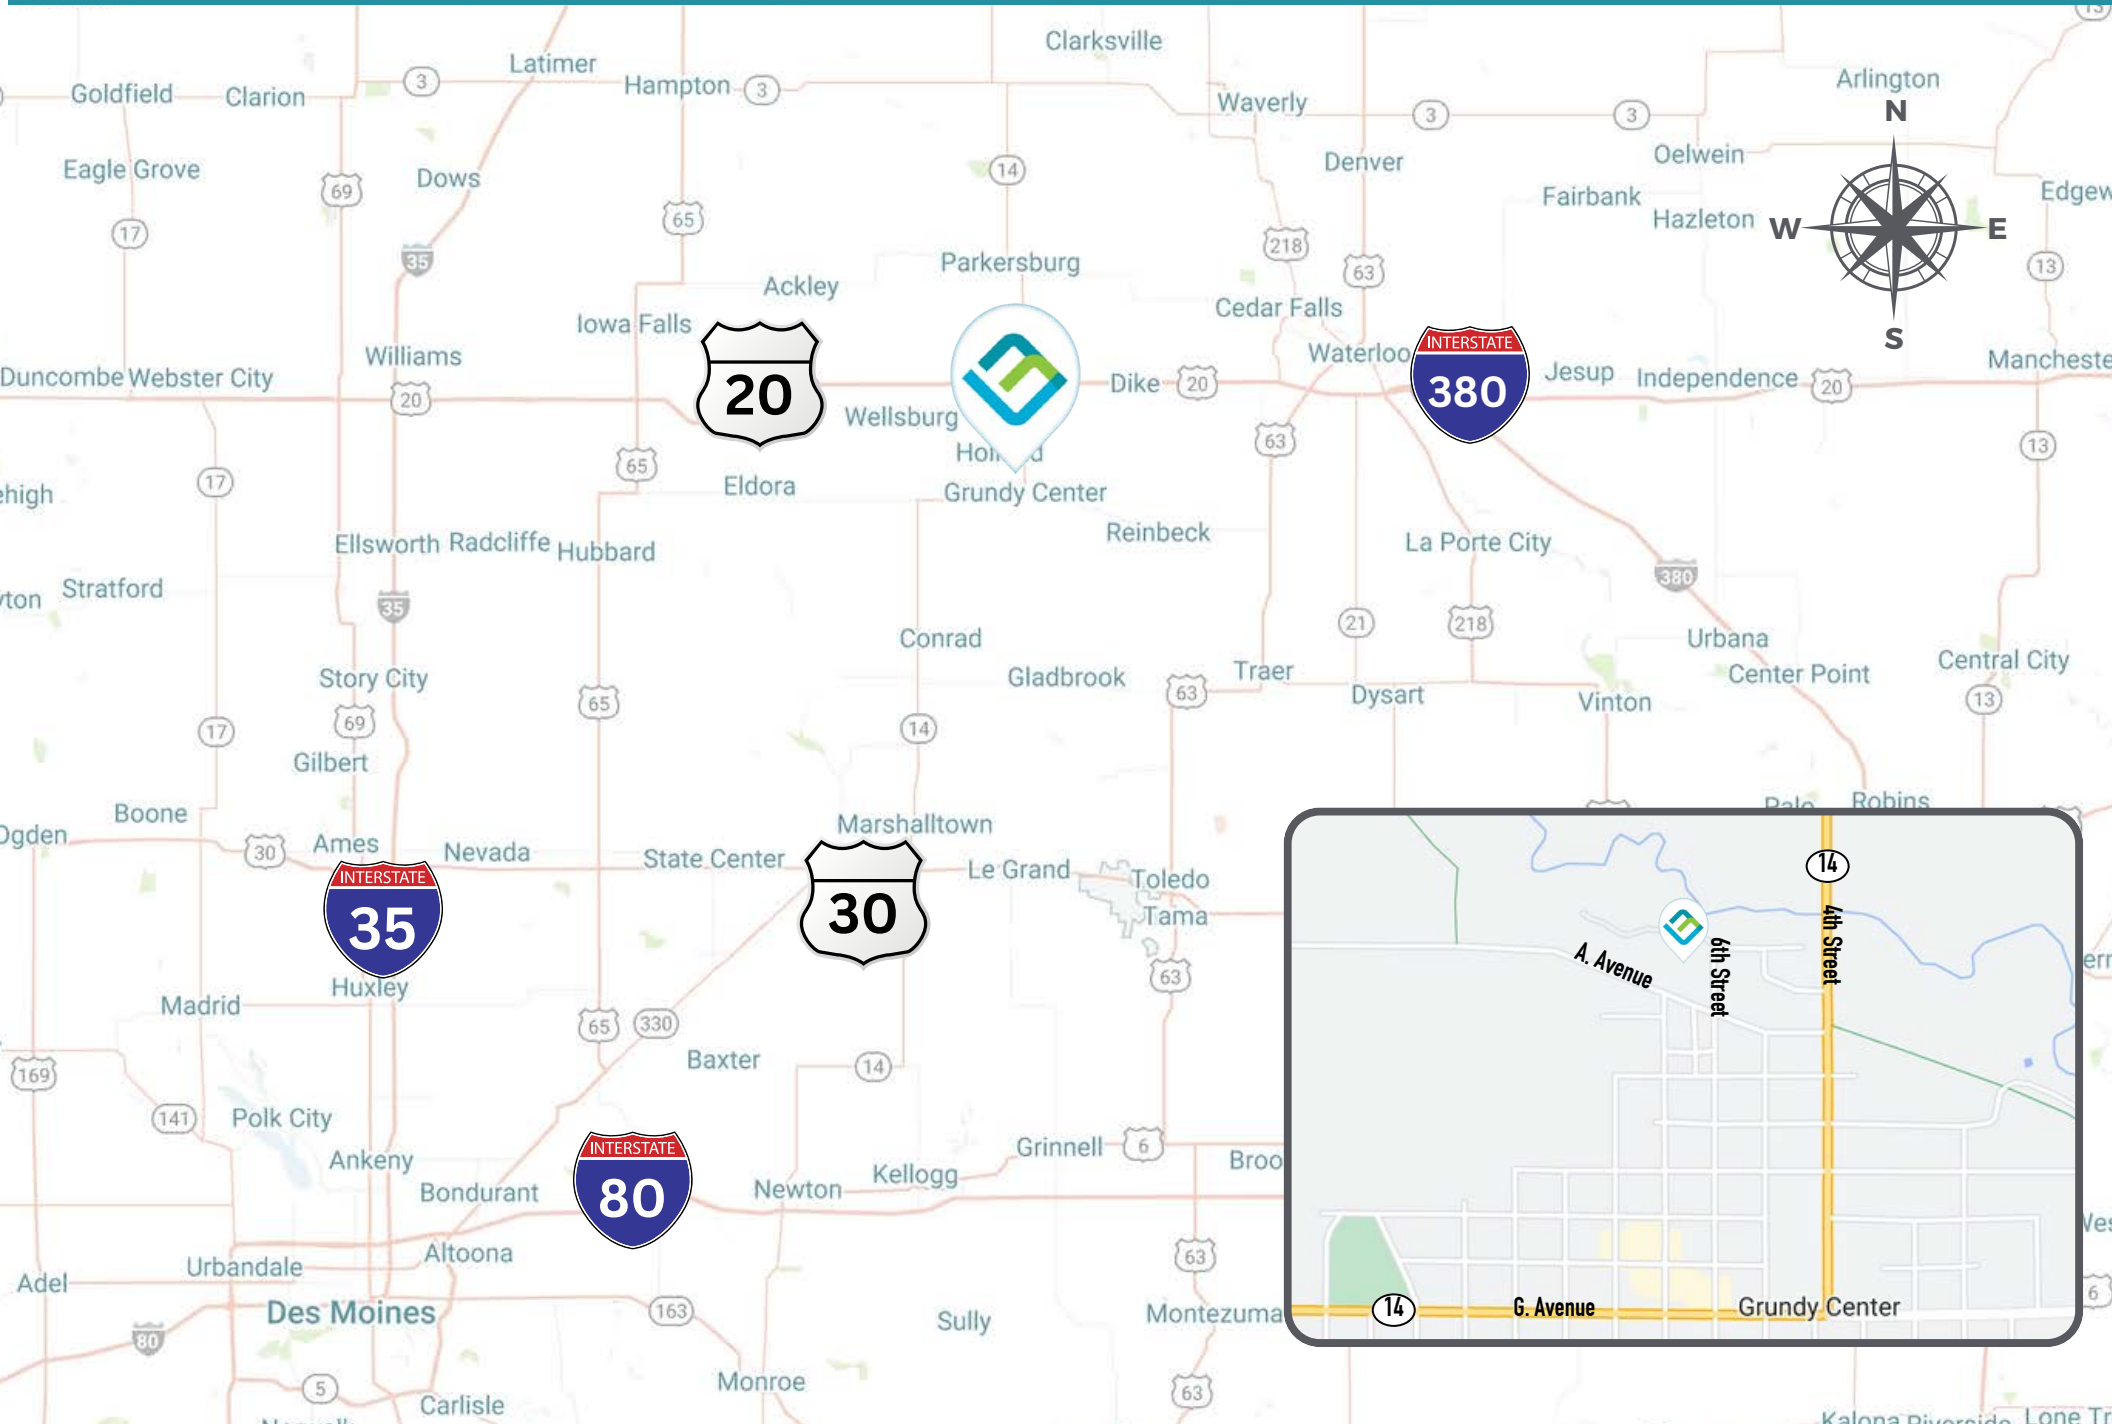 13
Clarksville
Latimer
Arlington
Goldfield
Clarion
3
Hampton
3
Waverly
3
3
N
Oelwein
Eagle Grove
Dows
69
14
Denver
Fairbank
Hazleton
W
E
17
65
218
63
35
Parkersburg
13
Ackley
Cedar Falls
Iowa Falls
S
Williams
Waterloo
INTERSTATE
380
Jesup
Independence
20
Duncombe
Webster City
20
20
Dike
20
Wellsburg
63
13
65
17
Eldora
Grundy Center
Reinbeck
La Porte City
Ellsworth
Radcliffe
Hubbard
380
Stratford
35
21
218
Conrad
Urbana
Central City
Story City
Gladbrook
Traer
Center Point
63
Dysart
Vinton
13
65
69
17
14
Gilbert
Robins
Boone
Marshalltown
Ogden
30
Ames
Nevada
State Center
Le Grand
Toledo
Tama
INTERSTATE
35
30
63
Huxley
Madrid
65
330
Baxter
14
169
141
Polk City
Grinnell
6
Ankeny
INTERSTATE
80
Kellogg
Newton
Bondurant
63
Altoona
Urbandale
Adel
Des Moines
163
Sully
Montezuma
80
6
Monroe
5
63
Carlisle
14
4th Street
6th Street
A. Avenue
14
G. Avenue
Grundy Center